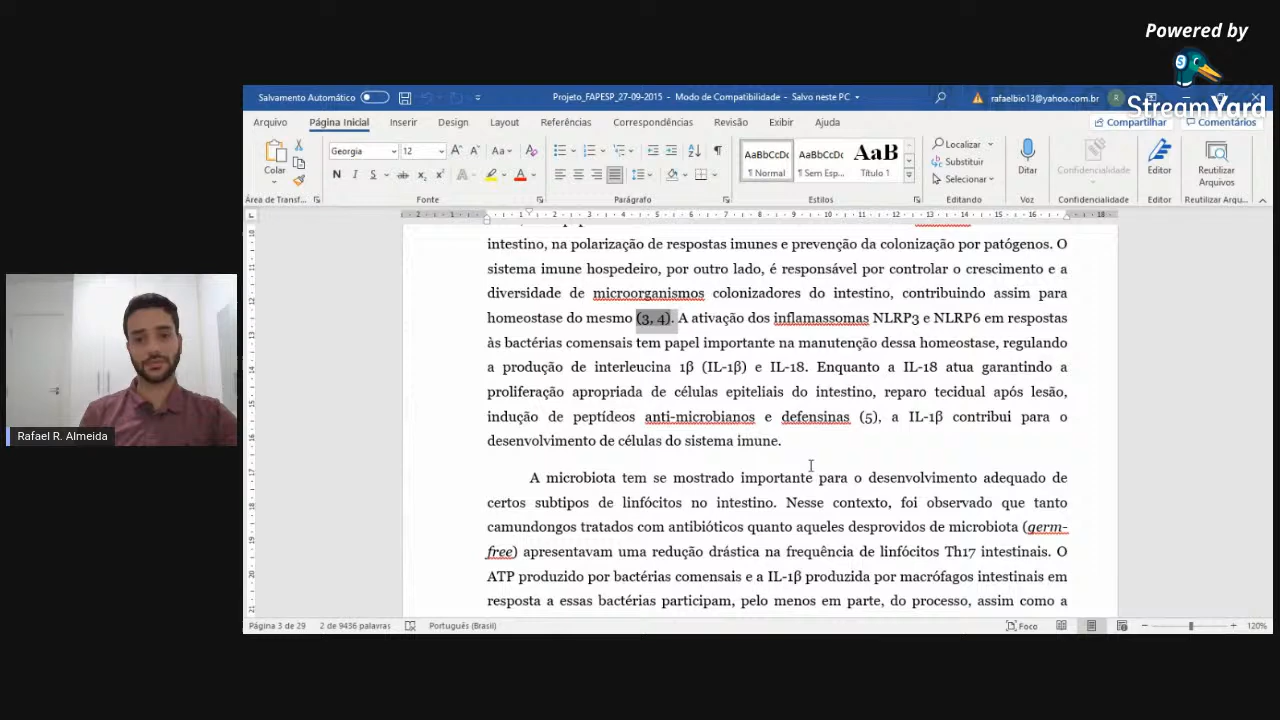 Powered by
StreamYard
Salvamento Automático
Projeto_FAPESP_27-09-2015 - Modo de Compatibilidade - Salvo neste PC
rafaelbio13@yahoo.com.br
R
Arquivo Página Inicial Inserir Design Layout Referências Correspondências Revisão Exibir Ajuda
Compartilhar Comentários
Colar
Georgia 12
N I S
AaBbCcDc AaBbCcDc AaB
¶ Normal ¶ Sem Esp... Título 1
Localizar
Substituir
Selecionar
Ditar
Confidencialidade
Editor
Reutilizar
Arquivos
Área de Transf... Fonte Parágrafo Estilos Editando Voz Confidencialidade Editor Reutilizar Arqu...
intestino, na polarização de respostas imunes e prevenção da colonização por patógenos. O
sistema imune hospedeiro, por outro lado, é responsável por controlar o crescimento e a
diversidade de microorganismos colonizadores do intestino, contribuindo assim para
homeostase do mesmo (3, 4). A ativação dos inflamassomas NLRP3 e NLRP6 em respostas
às bactérias comensais tem papel importante na manutenção dessa homeostase, regulando
a produção de interleucina 1β (IL-1β) e IL-18. Enquanto a IL-18 atua garantindo a
proliferação apropriada de células epiteliais do intestino, reparo tecidual após lesão,
indução de peptídeos anti-microbianos e defensinas (5), a IL-1β contribui para o
desenvolvimento de células do sistema imune.
A microbiota tem se mostrado importante para o desenvolvimento adequado de
certos subtipos de linfócitos no intestino. Nesse contexto, foi observado que tanto
camundongos tratados com antibióticos quanto aqueles desprovidos de microbiota (germ-
free) apresentavam uma redução drástica na frequência de linfócitos Th17 intestinais. O
ATP produzido por bactérias comensais e a IL-1β produzida por macrófagos intestinais em
resposta a essas bactérias participam, pelo menos em parte, do processo, assim como a
Página 3 de 29 2 de 9436 palavras Português (Brasil) Foco 120%
Rafael R. Almeida